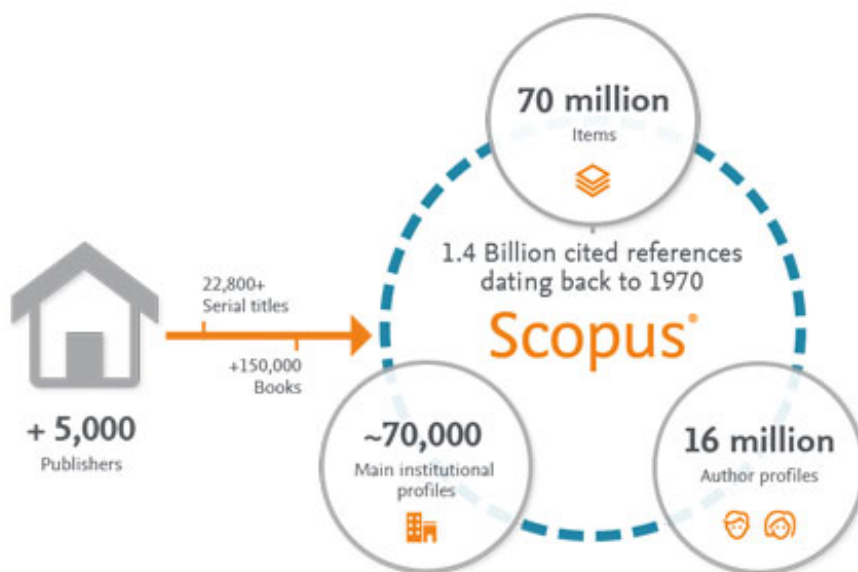 70 million
Items
1.4 Billion cited references
dating back to 1970
Scopus®
22,800+
Serial titles
+150,000
Books
+ 5,000
Publishers
~70,000
Main institutional
profiles
16 million
Author profiles